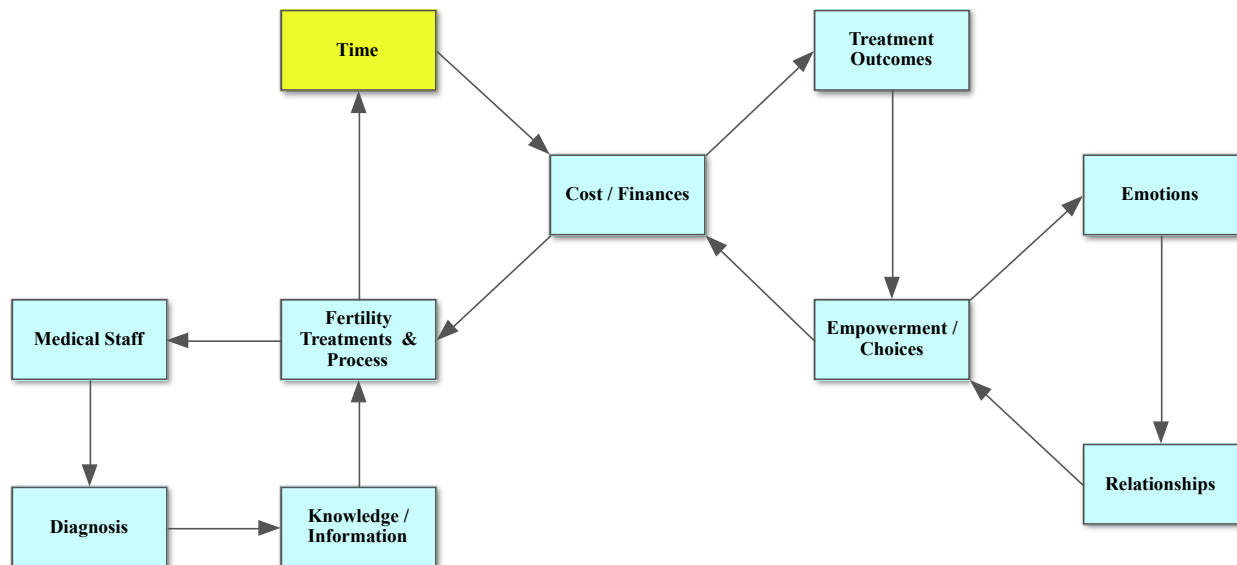 Time
Treatment
Outcomes
Cost / Finances
Emotions
Medical Staff
Fertility
Treatments &
Process
Empowerment /
Choices
Diagnosis
Knowledge /
Information
Relationships